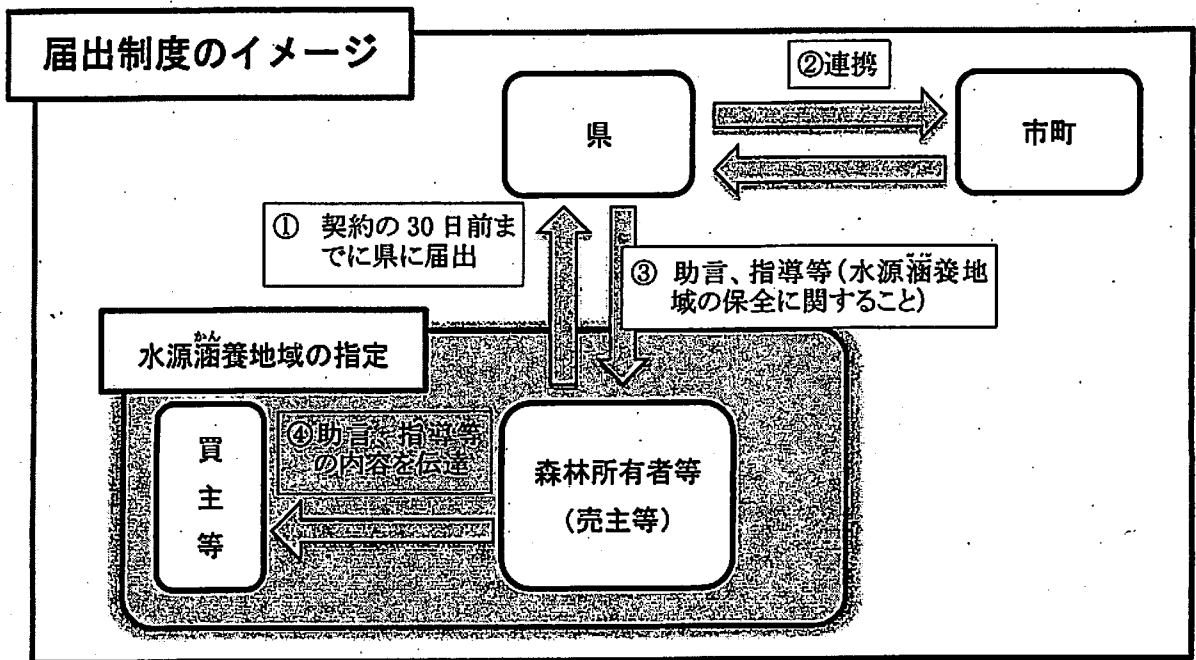 届出制度のイメージ
②連携
県
市町
① 契約の30日前ま
でに県に届出
③ 助言、指導等(水源涵養地
域の保全に関すること)
かん
水源涵養地域の指定
④助言、指導等
の内容を伝達
買
主
等
森林所有者等
(売主等)